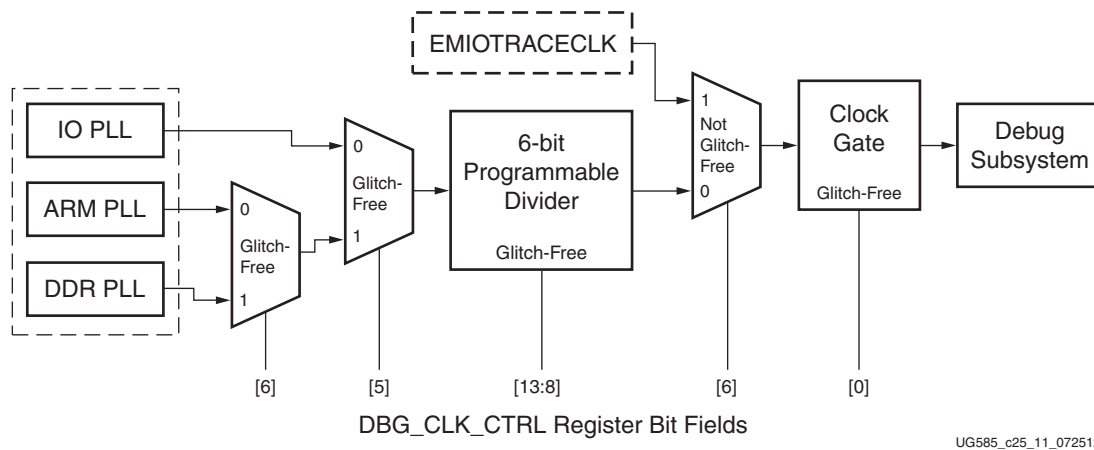 EMIOTRACECLK
IO PLL
ARM PLL
DDR PLL
0
Glitch-
Free
1
0
Glitch-
Free
1
6-bit
Programmable
Divider
Glitch-Free
1
Not
Glitch-
Free
0
Clock
Gate
Glitch-Free
Debug
Subsystem
[6]
[5]
[13:8]
[6]
[0]
DBG_CLK_CTRL Register Bit Fields